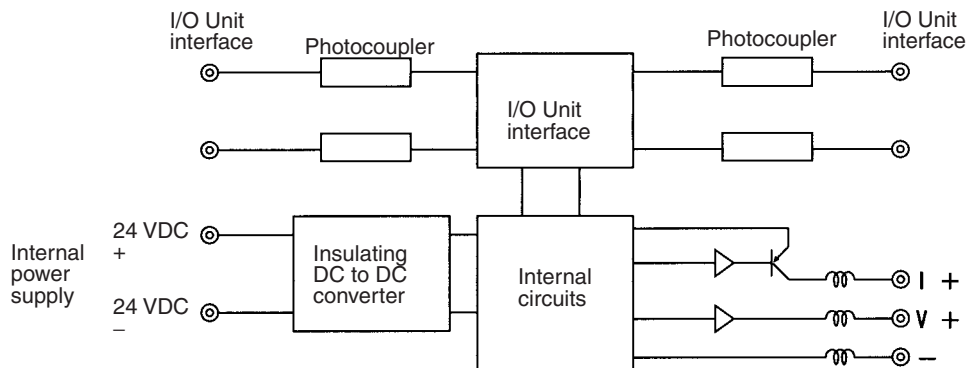 I/O Unit
interface
Photocoupler
Photocoupler
I/O Unit
interface
I/O Unit
interface
Internal
power
supply
24 VDC
+
24 VDC
–
Insulating
DC to DC
converter
Internal
circuits
I +
V +
–